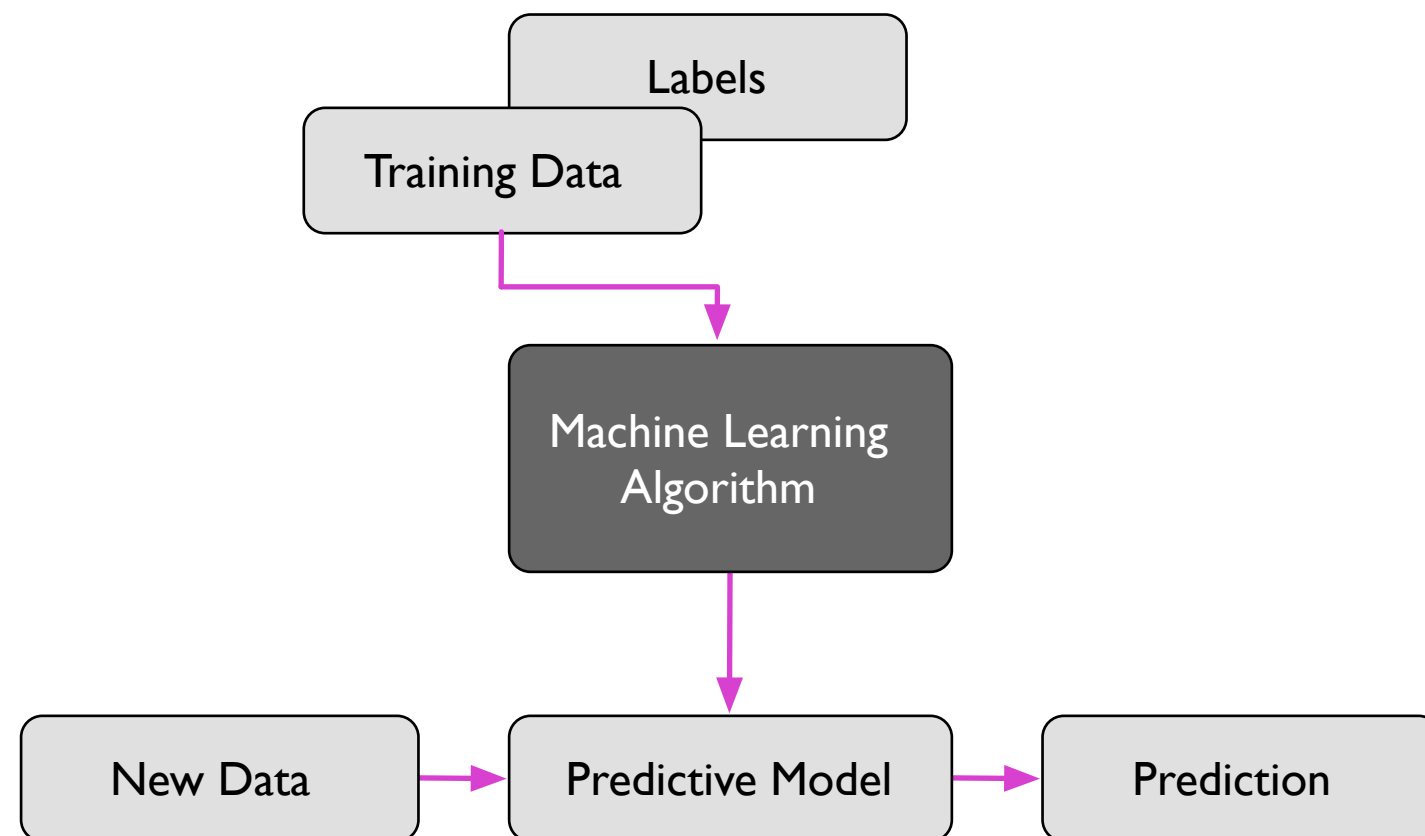 Labels
Training Data
Machine Learning
Algorithm
New Data
Predictive Model
Prediction